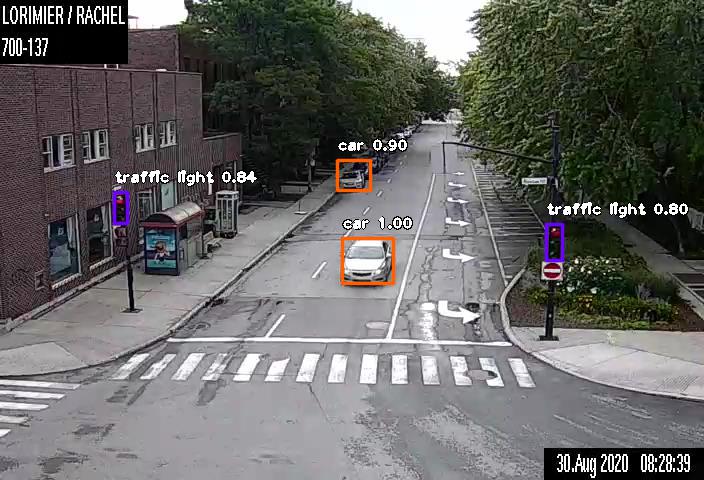 LORIMIER / RACHEL
700-137
car 0.90
traffic light 0.84
traffic light 0.80
car 1.00
30.Aug 2020 08:28:39